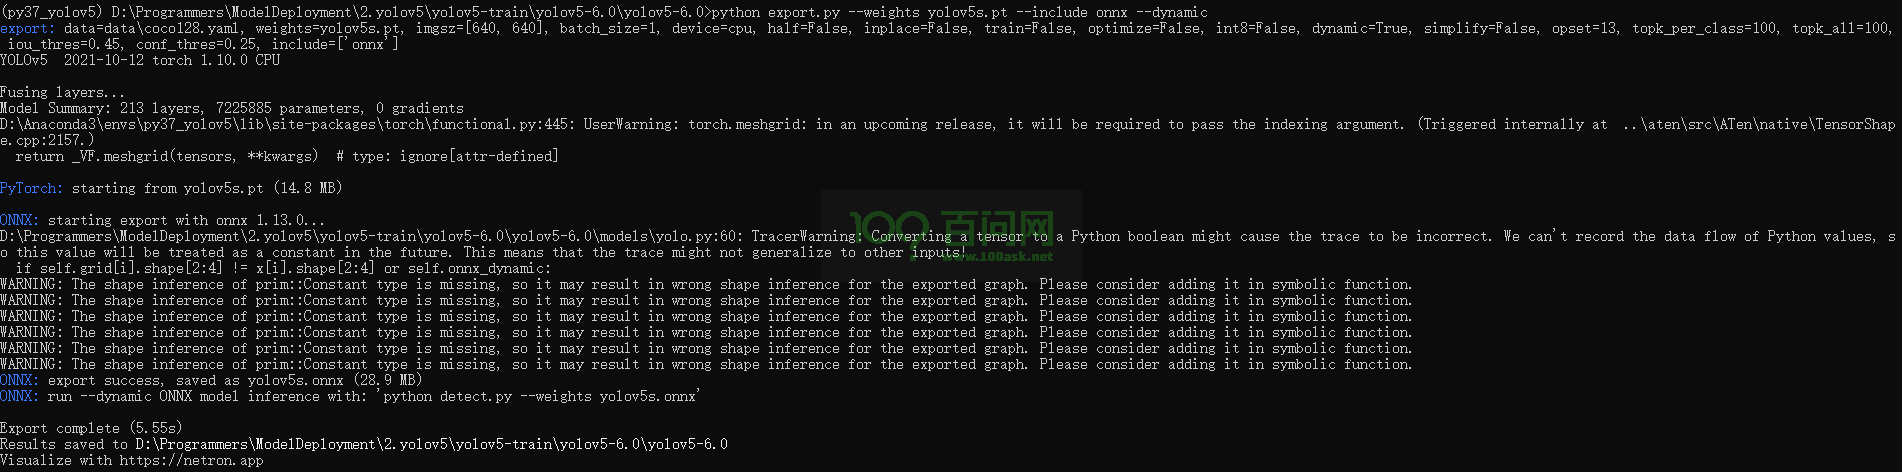 (py37_yolov5) D:\Programmers\ModelDeployment\2.yolov5\yolov5-train\yolov5-6.0\yolov5-6.0>python export.py --weights yolov5s.pt --include onnx --dynamic
export: data=data\coco128.yaml, weights=yolov5s.pt, imgsz=[640, 640], batch_size=1, device=cpu, half=False, inplace=False, train=False, optimize=False, int8=False, dynamic=True, simplify=False, opset=13, topk_per_class=100, topk_all=100,
 iou_thres=0.45, conf_thres=0.25, include=['onnx']
YOLOv5  2021-10-12 torch 1.10.0 CPU
Fusing layers...
Model Summary: 213 layers, 7225885 parameters, 0 gradients
D:\Anaconda3\envs\py37_yolov5\lib\site-packages\torch\functional.py:445: UserWarning: torch.meshgrid: in an upcoming release, it will be required to pass the indexing argument. (Triggered internally at  ..\aten\src\ATen\native\TensorShap
e.cpp:2157.)
  return _VF.meshgrid(tensors, **kwargs)  # type: ignore[attr-defined]
PyTorch: starting from yolov5s.pt (14.8 MB)
ONNX: starting export with onnx 1.13.0...
D:\Programmers\ModelDeployment\2.yolov5\yolov5-train\yolov5-6.0\yolov5-6.0\models\yolo.py:60: TracerWarning: Converting a tensor to a Python boolean might cause the trace to be incorrect. We can't record the data flow of Python values, s
o this value will be treated as a constant in the future. This means that the trace might not generalize to other inputs!
  if self.grid[i].shape[2:4] != x[i].shape[2:4] or self.onnx_dynamic:
WARNING: The shape inference of prim::Constant type is missing, so it may result in wrong shape inference for the exported graph. Please consider adding it in symbolic function.
WARNING: The shape inference of prim::Constant type is missing, so it may result in wrong shape inference for the exported graph. Please consider adding it in symbolic function.
WARNING: The shape inference of prim::Constant type is missing, so it may result in wrong shape inference for the exported graph. Please consider adding it in symbolic function.
WARNING: The shape inference of prim::Constant type is missing, so it may result in wrong shape inference for the exported graph. Please consider adding it in symbolic function.
WARNING: The shape inference of prim::Constant type is missing, so it may result in wrong shape inference for the exported graph. Please consider adding it in symbolic function.
WARNING: The shape inference of prim::Constant type is missing, so it may result in wrong shape inference for the exported graph. Please consider adding it in symbolic function.
ONNX: export success, saved as yolov5s.onnx (28.9 MB)
ONNX: run --dynamic ONNX model inference with: 'python detect.py --weights yolov5s.onnx'
Export complete (5.55s)
Results saved to D:\Programmers\ModelDeployment\2.yolov5\yolov5-train\yolov5-6.0\yolov5-6.0
Visualize with https://netron.app
百问网
www.100ask.net